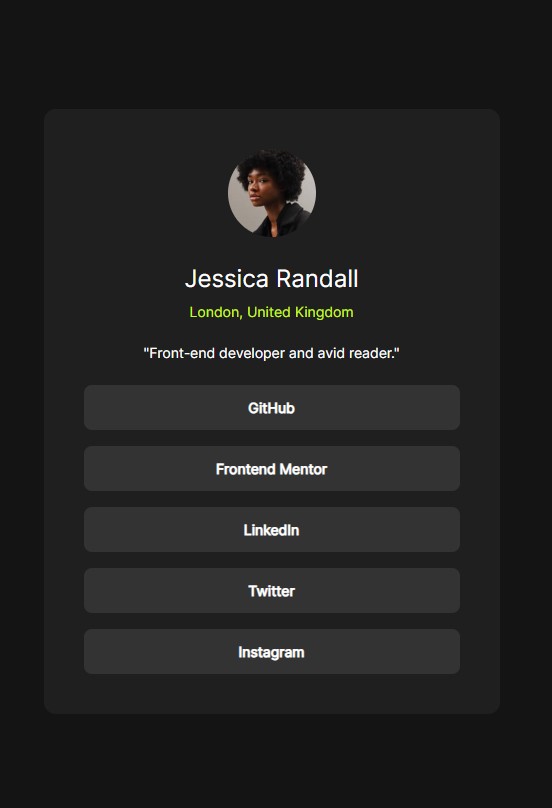 Jessica Randall
London, United Kingdom
"Front-end developer and avid reader."
GitHub
Frontend Mentor
LinkedIn
Twitter
Instagram